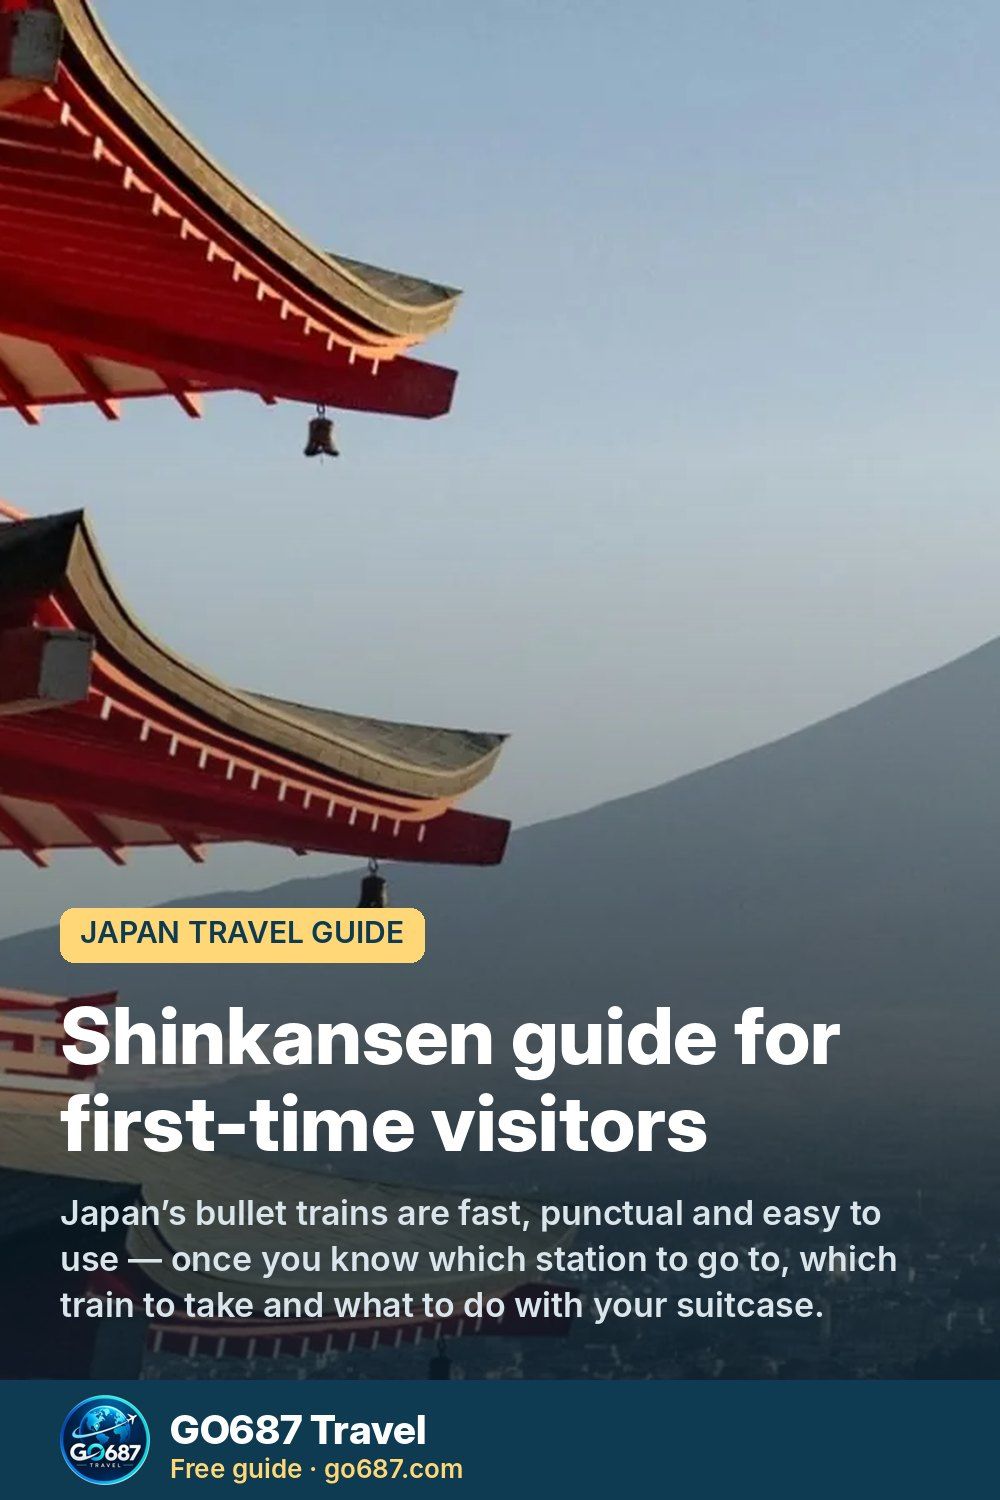 JAPAN TRAVEL GUIDE
Shinkansen guide for
first-time visitors
Japan’s bullet trains are fast, punctual and easy to
use — once you know which station to go to, which
train to take and what to do with your suitcase.
GO687
TRAVEL
GO687 Travel
Free guide · go687.com